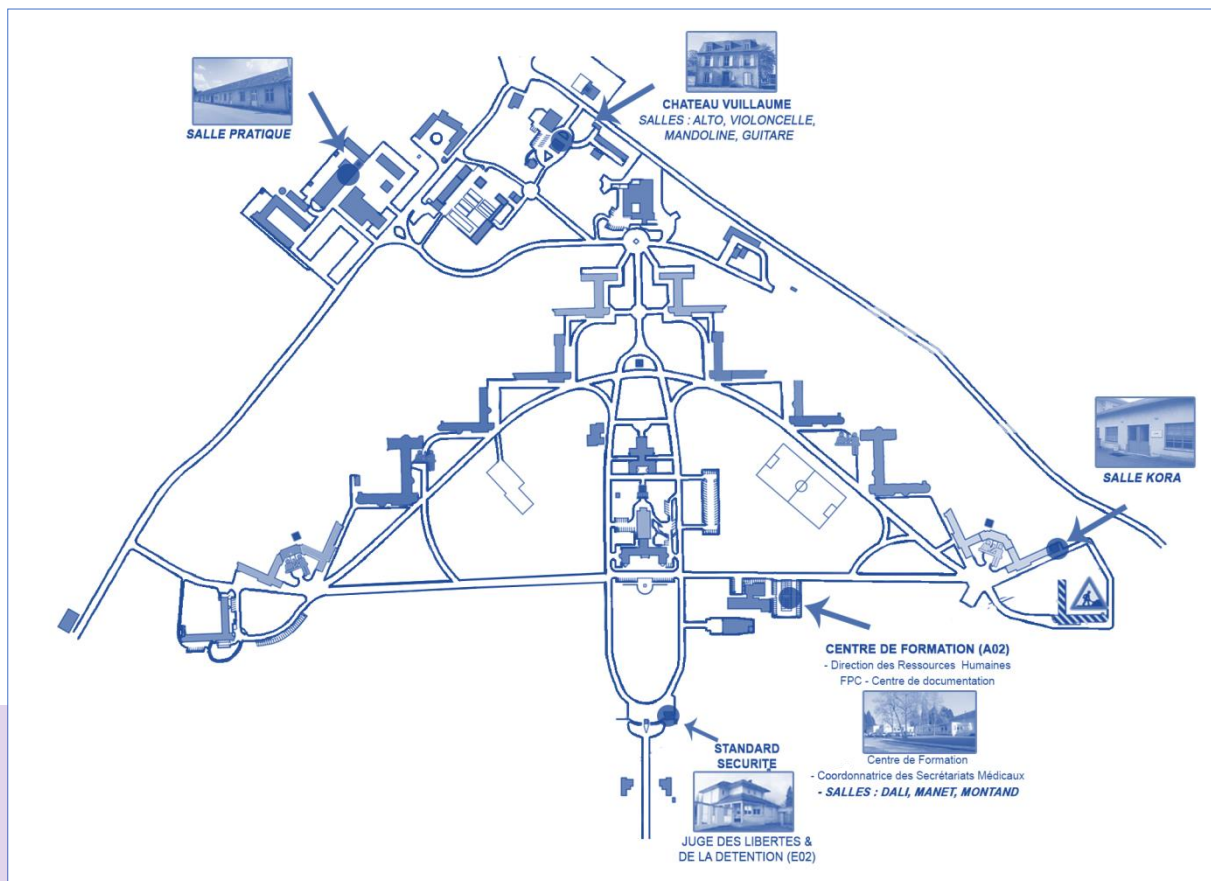 SALLE PRATIQUE
CHATEAU VUILLAUME
SALLES : ALTO, VIOLONCELLE,
MANDOLINE, GUITARE
SALLE KORA
CENTRE DE FORMATION (A02)
- Direction des Ressources Humaines
FPC - Centre de documentation
Centre de Formation
- Coordonnatrice des Secrétariats Médicaux
- SALLES : DALI, MANET, MONTAND
STANDARD
SECURITE
JUGE DES LIBERTES &
DE LA DETENTION (E02)